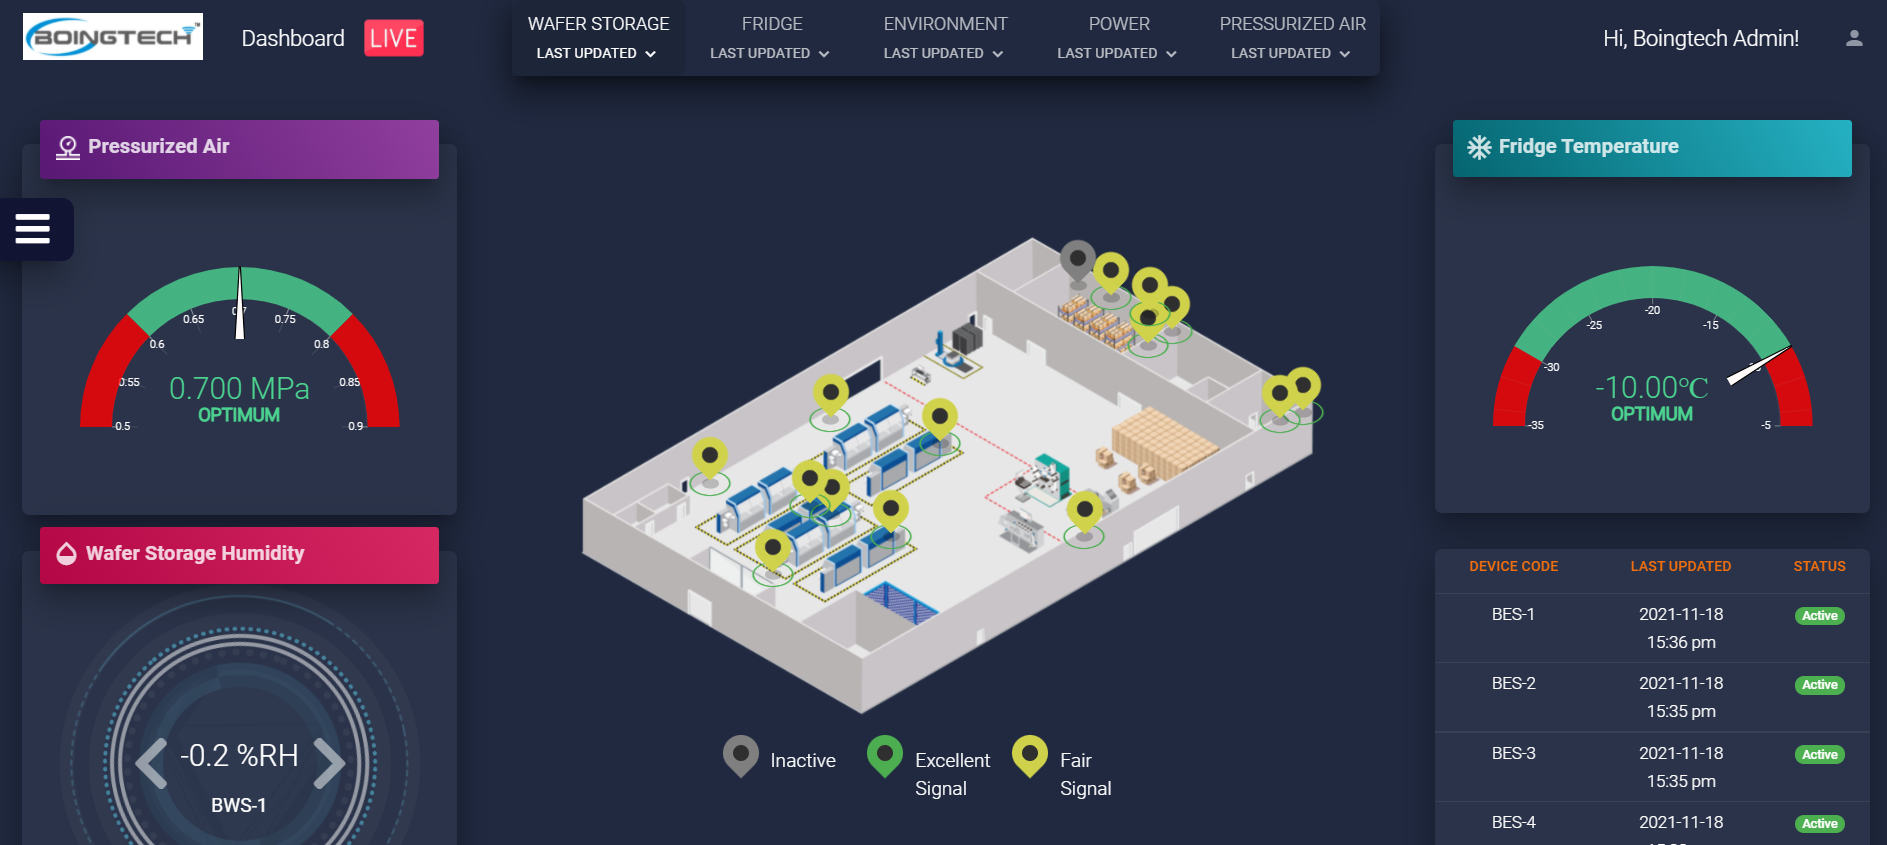 BOINGTECH™
Dashboard
LIVE
WAFER STORAGE
LAST UPDATED
FRIDGE
LAST UPDATED
ENVIRONMENT
LAST UPDATED
POWER
LAST UPDATED
PRESSURIZED AIR
LAST UPDATED
Hi, Boingtech Admin!
Pressurized Air
0.5
0.55
0.6
0.65
0.7
0.75
0.8
0.85
0.9
0.700 MPa
OPTIMUM
Wafer Storage Humidity
-0.2 %RH
BWS-1
Inactive
Excellent
Signal
Fair
Signal
Fridge Temperature
-35
-30
-25
-20
-15
-5
-10.00℃
OPTIMUM
DEVICE CODE LAST UPDATED STATUS
BES-1 2021-11-18 Active
15:36 pm
BES-2 2021-11-18 Active
15:35 pm
BES-3 2021-11-18 Active
15:35 pm
BES-4 2021-11-18 Active